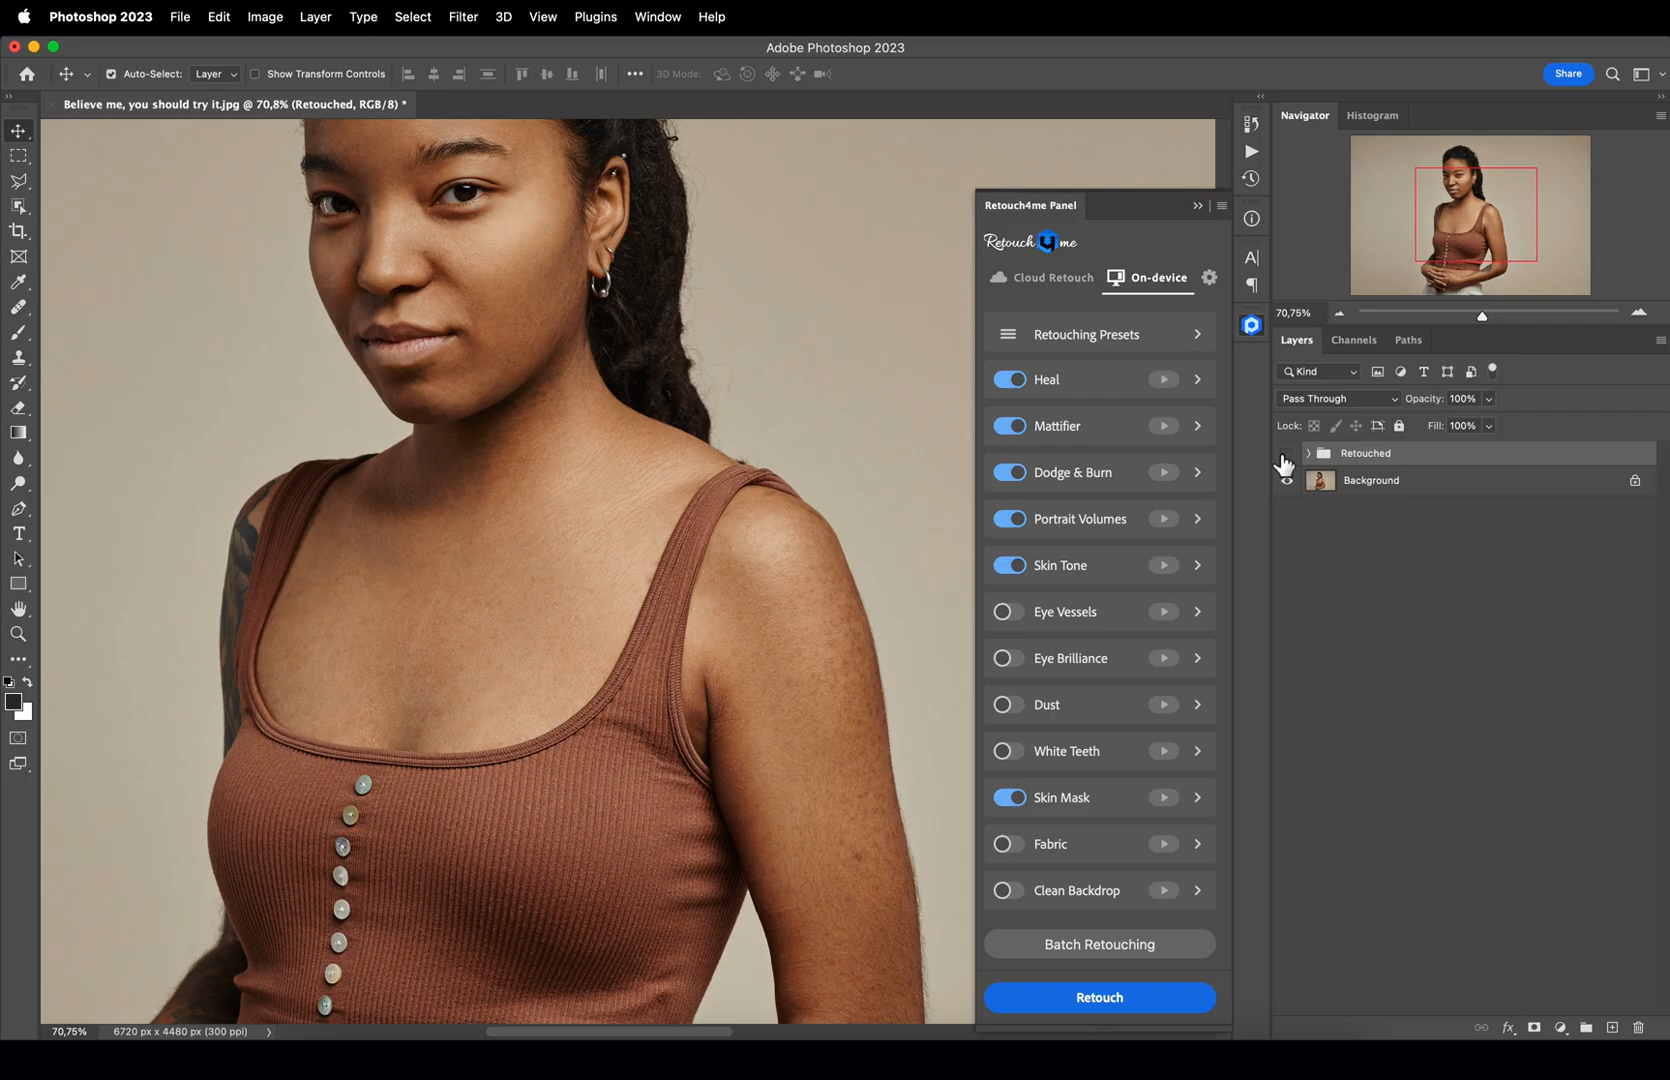 Photoshop 2023 File Edit Image Layer Type Select Filter 3D View Plugins Window Help
Adobe Photoshop 2023
Auto-Select: Layer Show Transform Controls 3D Mode: Share
Believe me, you should try it.jpg @ 70,8% (Retouched, RGB/8) *
Navigator Histogram
70,75%
Retouch4me Panel
Retouch4me
Cloud Retouch On-device
Retouching Presets
Heal
Mattifier
Dodge & Burn
Portrait Volumes
Skin Tone
Eye Vessels
Eye Brilliance
Dust
White Teeth
Skin Mask
Fabric
Clean Backdrop
Batch Retouching
Retouch
Layers Channels Paths
Kind
Pass Through Opacity: 100%
Lock: Fill: 100%
Retouched
Background
fx
70,75% 6720 px x 4480 px (300 ppi)